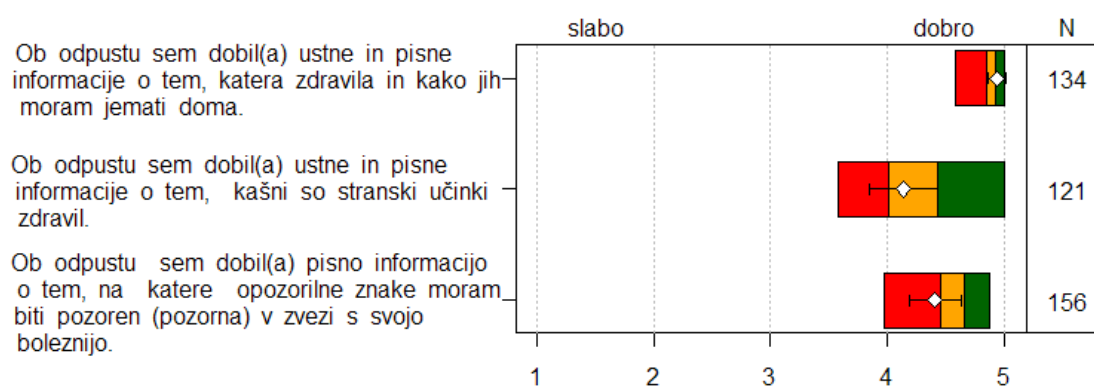 slabo dobro N
Ob odpustu sem dobil(a) ustne in pisne
informacije o tem, katera zdravila in kako jih
moram jemati doma.
134
Ob odpustu sem dobil(a) ustne in pisne
informacije o tem, kašni so stranski učinki
zdravil.
121
Ob odpustu sem dobil(a) pisno informacijo
o tem, na katere opozorilne znake moram
biti pozoren (pozorna) v zvezi s svojo
boleznijo.
156
1 2 3 4 5